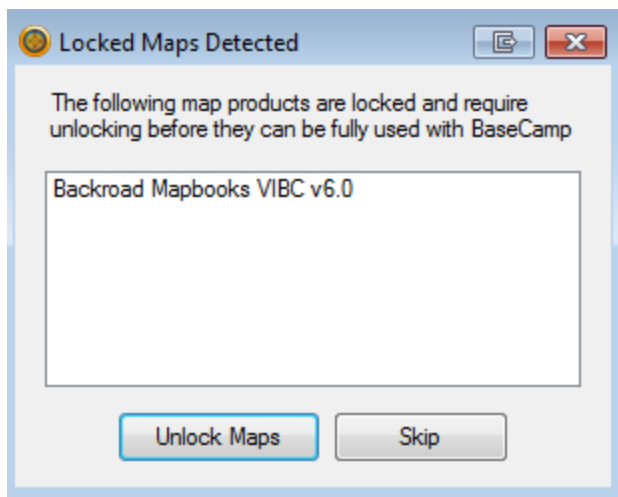 Locked Maps Detected
The following map products are locked and require
unlocking before they can be fully used with BaseCamp
Backroad Mapbooks VIBC v6.0
Unlock Maps
Skip